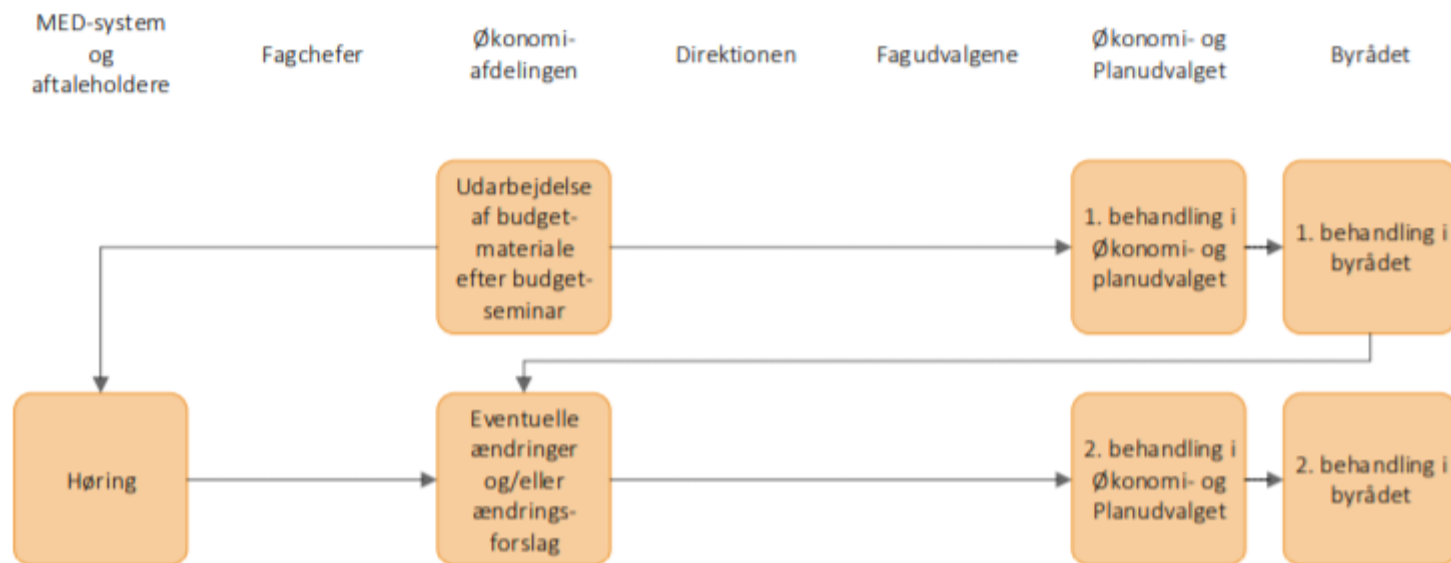 MED-system
og
aftaleholdere
Fagchefer
Økonomi-
afdelingen
Direktionen
Fagudvalgene
Økonomi- og
Planudvalget
Byrådet
Udarbejdelse
af budget-
materiale
efter budget-
seminar
1. behandling i
Økonomi- og
planudvalget
1. behandling i
byrådet
Høring
Eventuelle
ændringer
og/eller
ændrings-
forslag
2. behandling i
Økonomi- og
Planudvalget
2. behandling i
byrådet